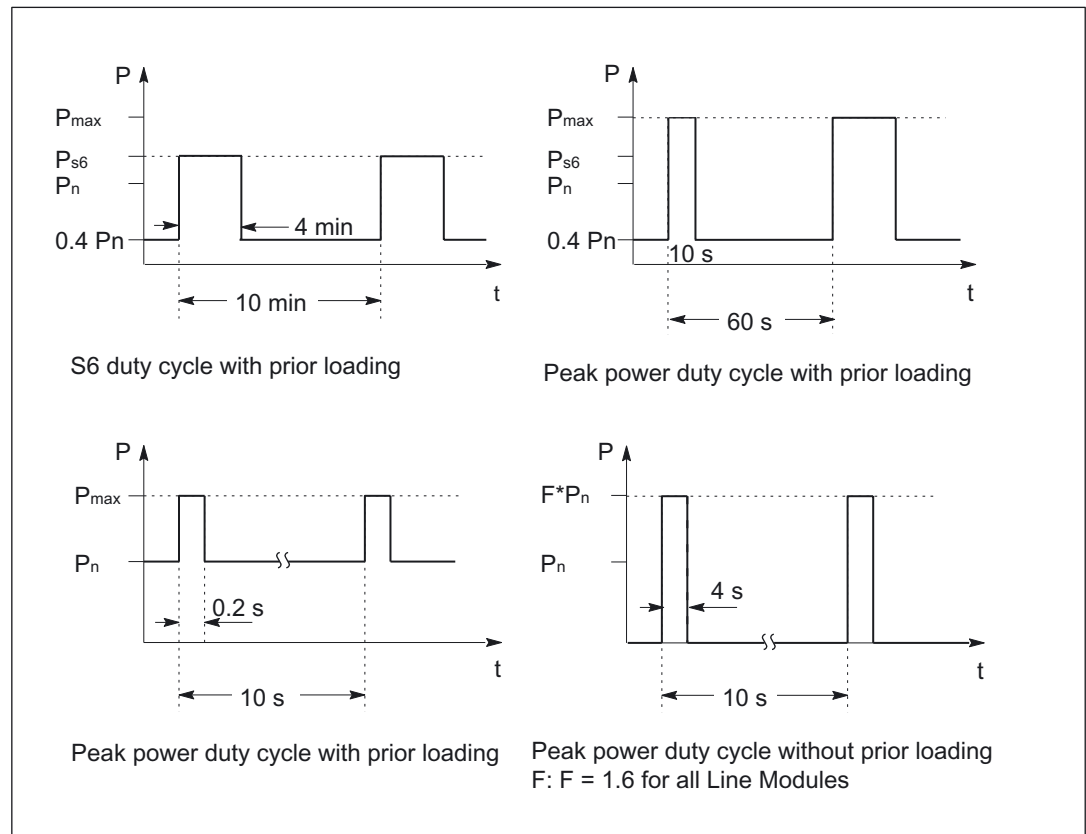 P
Pmax
Ps6
Pn
0.4 Pn
4 min
10 min
t
S6 duty cycle with prior loading
P
Pmax
Ps6
Pn
0.4 Pn
10 s
60 s
t
Peak power duty cycle with prior loading
P
Pmax
Pn
0.2 s
10 s
t
Peak power duty cycle with prior loading
P
F*Pn
Pn
4 s
10 s
t
Peak power duty cycle without prior loading
F: F = 1.6 for all Line Modules